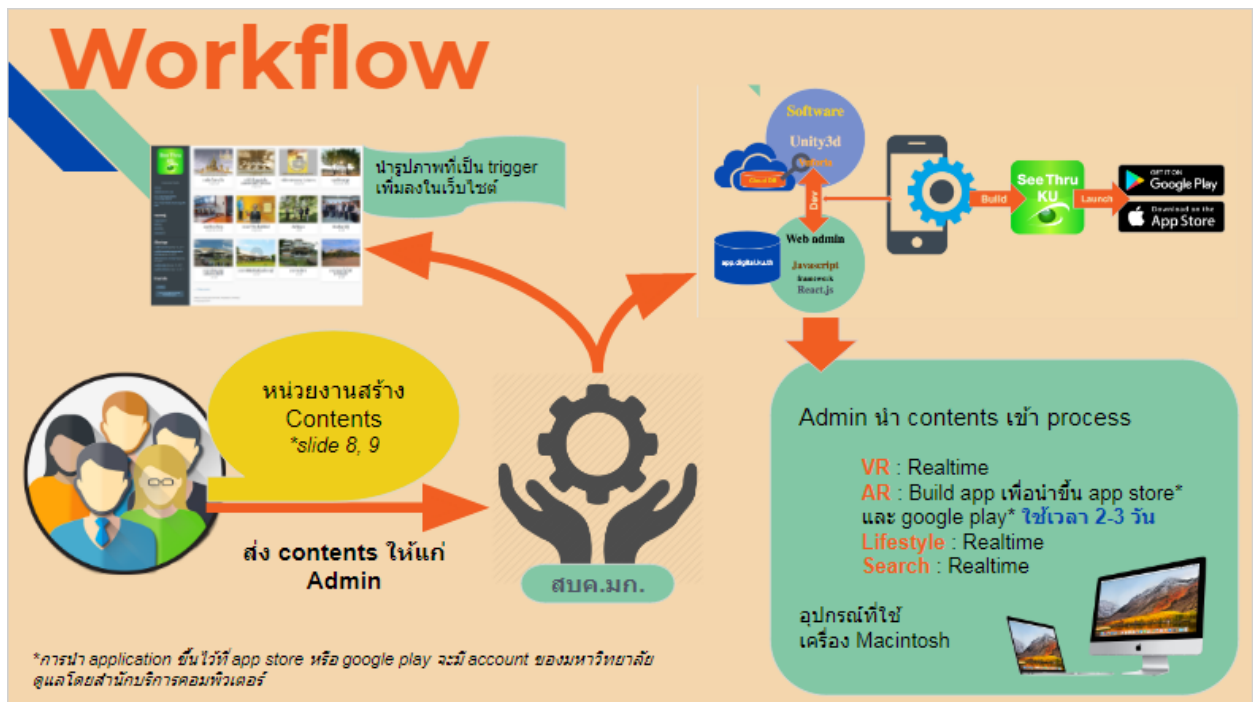 Workflow
See Thru
นำรูปภาพที่เป็น trigger
เพิ่มลงในเว็บไซต์
Software
Unity3d
Vuforia
Cloud DB
Dev
Web admin
Javascript
framework
React.js
app.digital.ku.th
Build
See Thru
KU
Launch
GET IT ON
Google Play
Download on the
App Store
หน่วยงานสร้าง
Contents
*slide 8, 9
ส่ง contents ให้แก่
Admin
สบค.มก.
Admin นำ contents เข้า process
VR : Realtime
AR : Build app เพื่อนำขึ้น app store*
และ google play* ใช้เวลา 2-3 วัน
Lifestyle : Realtime
Search : Realtime
อุปกรณ์ที่ใช้
เครื่อง Macintosh
*การนำ application ขึ้นไว้ที่ app store หรือ google play จะมี account ของมหาวิทยาลัย
ดูแลโดยสำนักบริการคอมพิวเตอร์